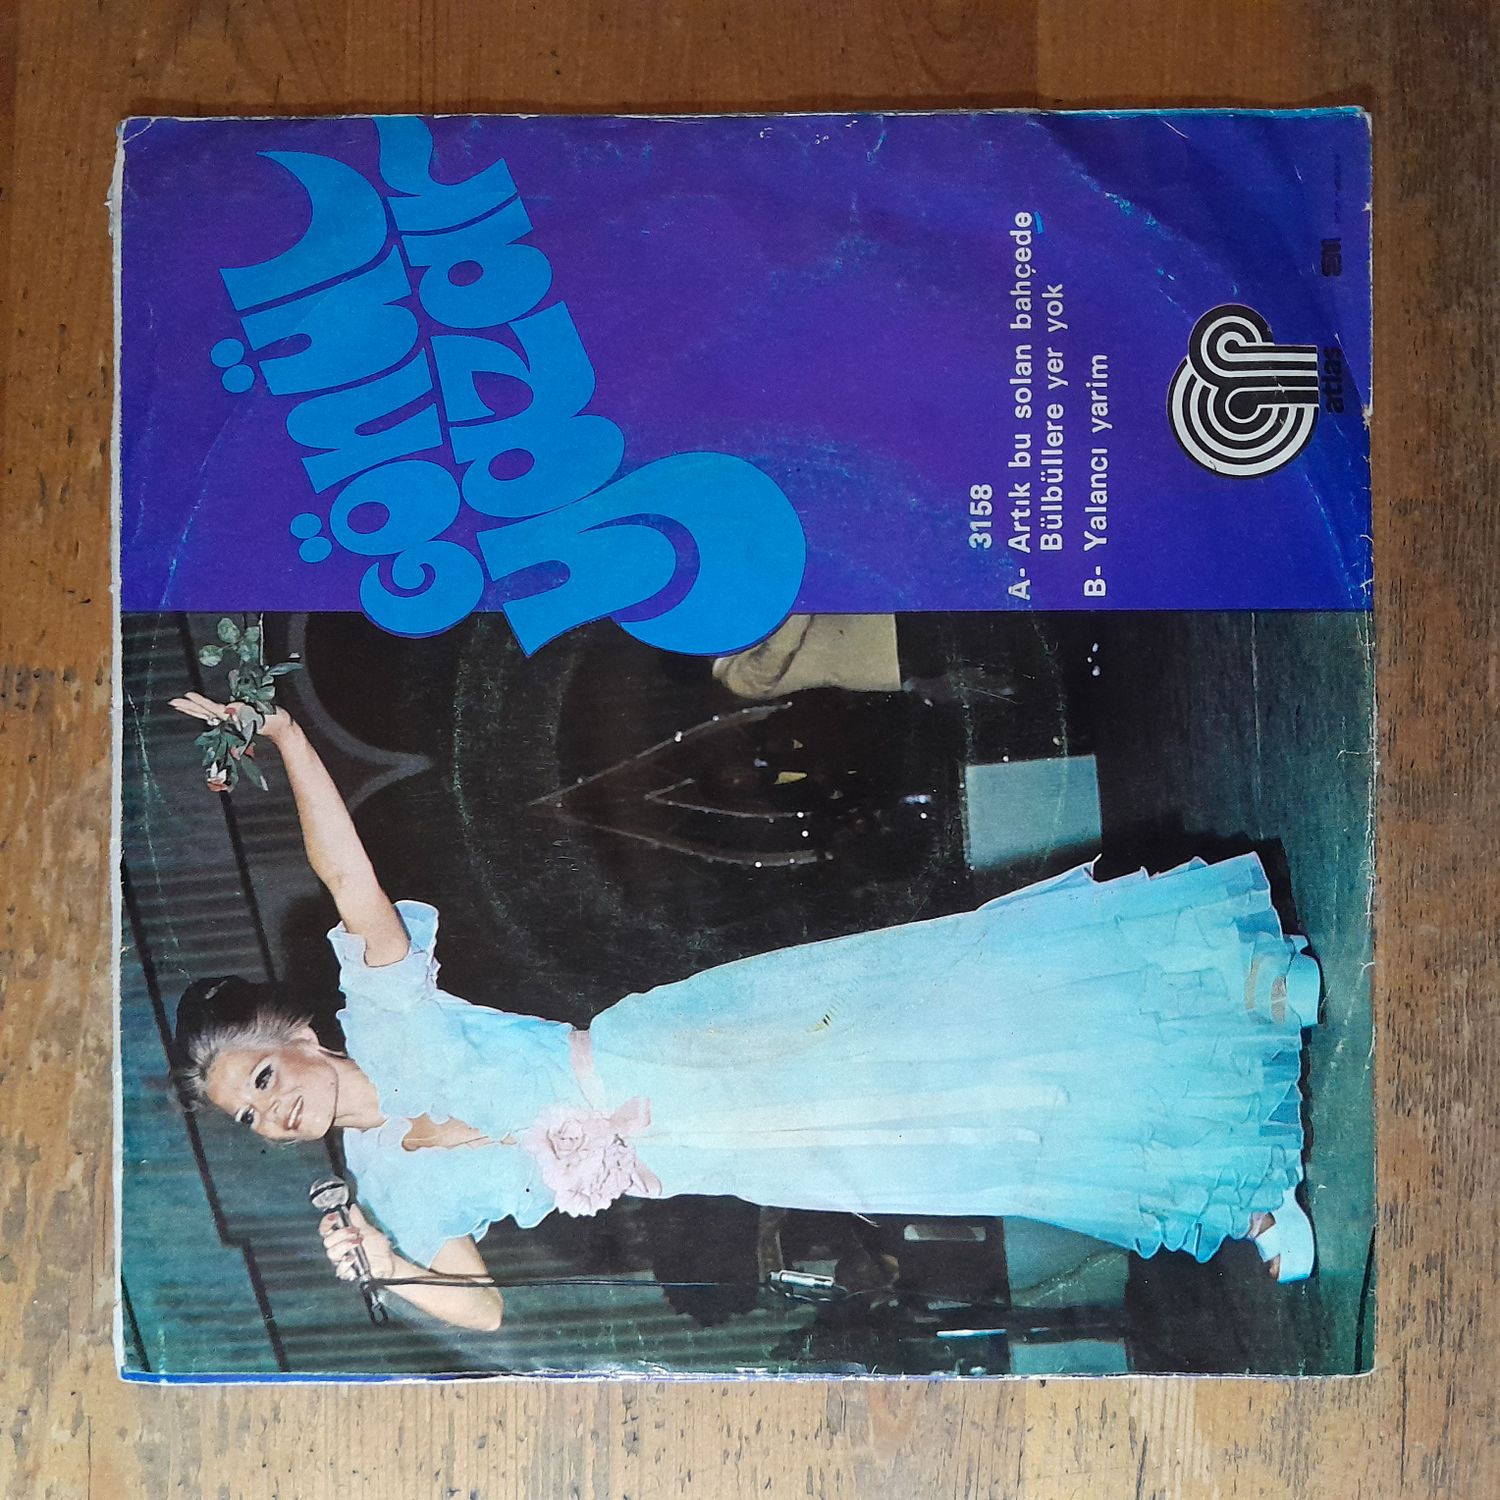 Gönül
Yazar
3158
A- Artık bu solan bahçede
Bülbüllere yer yok
B- Yalancı yarim
atlas